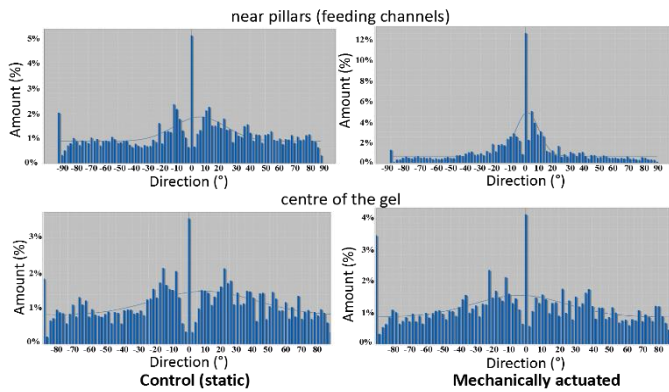 near pillars (feeding channels)
5%
4%
3%
2%
1%
0%
Amount (%)
-90 -80 -70 -60 -50 -40 -30 -20 -10 0 10 20 30 40 50 60 70 80 90
Direction (°)
12%
10%
8%
6%
4%
2%
0%
Amount (%)
-90 -80 -70 -60 -50 -40 -30 -20 -10 0 10 20 30 40 50 60 70 80 90
Direction (°)
centre of the gel
3%
2%
1%
0%
Amount (%)
-80 -70 -60 -50 -40 -30 -20 -10 0 10 20 30 40 50 60 70 80
Direction (°)
Control (static)
4%
3%
2%
1%
0%
Amount (%)
-80 -70 -60 -50 -40 -30 -20 -10 0 10 20 30 40 50 60 70 80
Direction (°)
Mechanically actuated